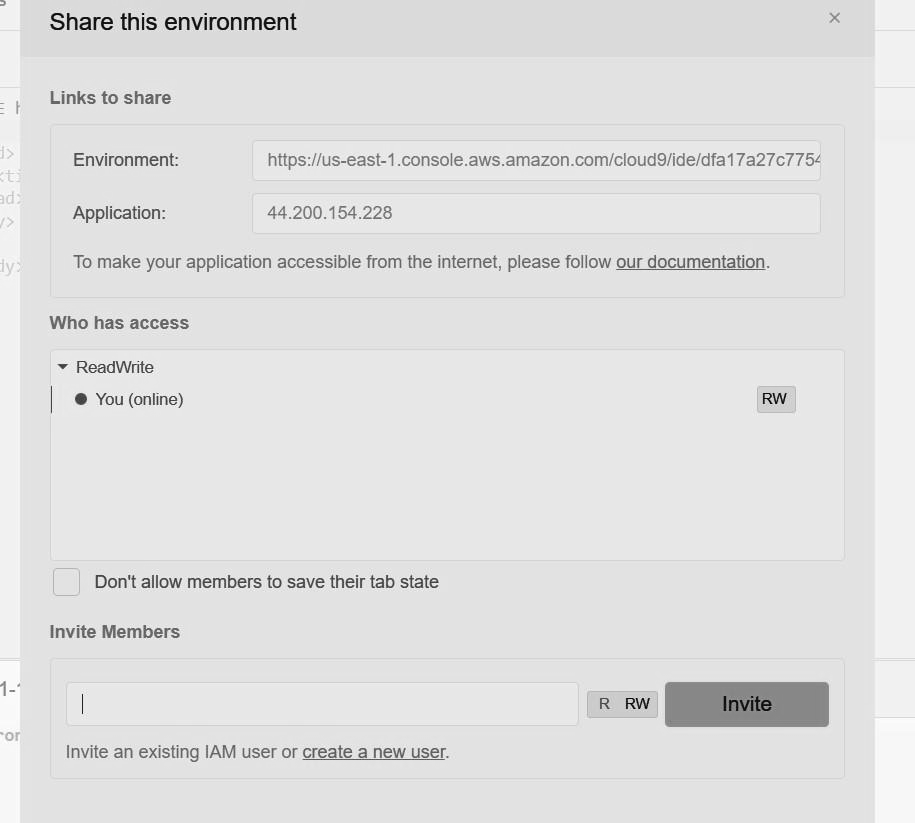 Share this environment
×
Links to share
Environment: https://us-east-1.console.aws.amazon.com/cloud9/ide/dfa17a27c7754
Application: 44.200.154.228
To make your application accessible from the internet, please follow our documentation.
Who has access
ReadWrite
You (online) RW
Don't allow members to save their tab state
Invite Members
R RW Invite
Invite an existing IAM user or create a new user.